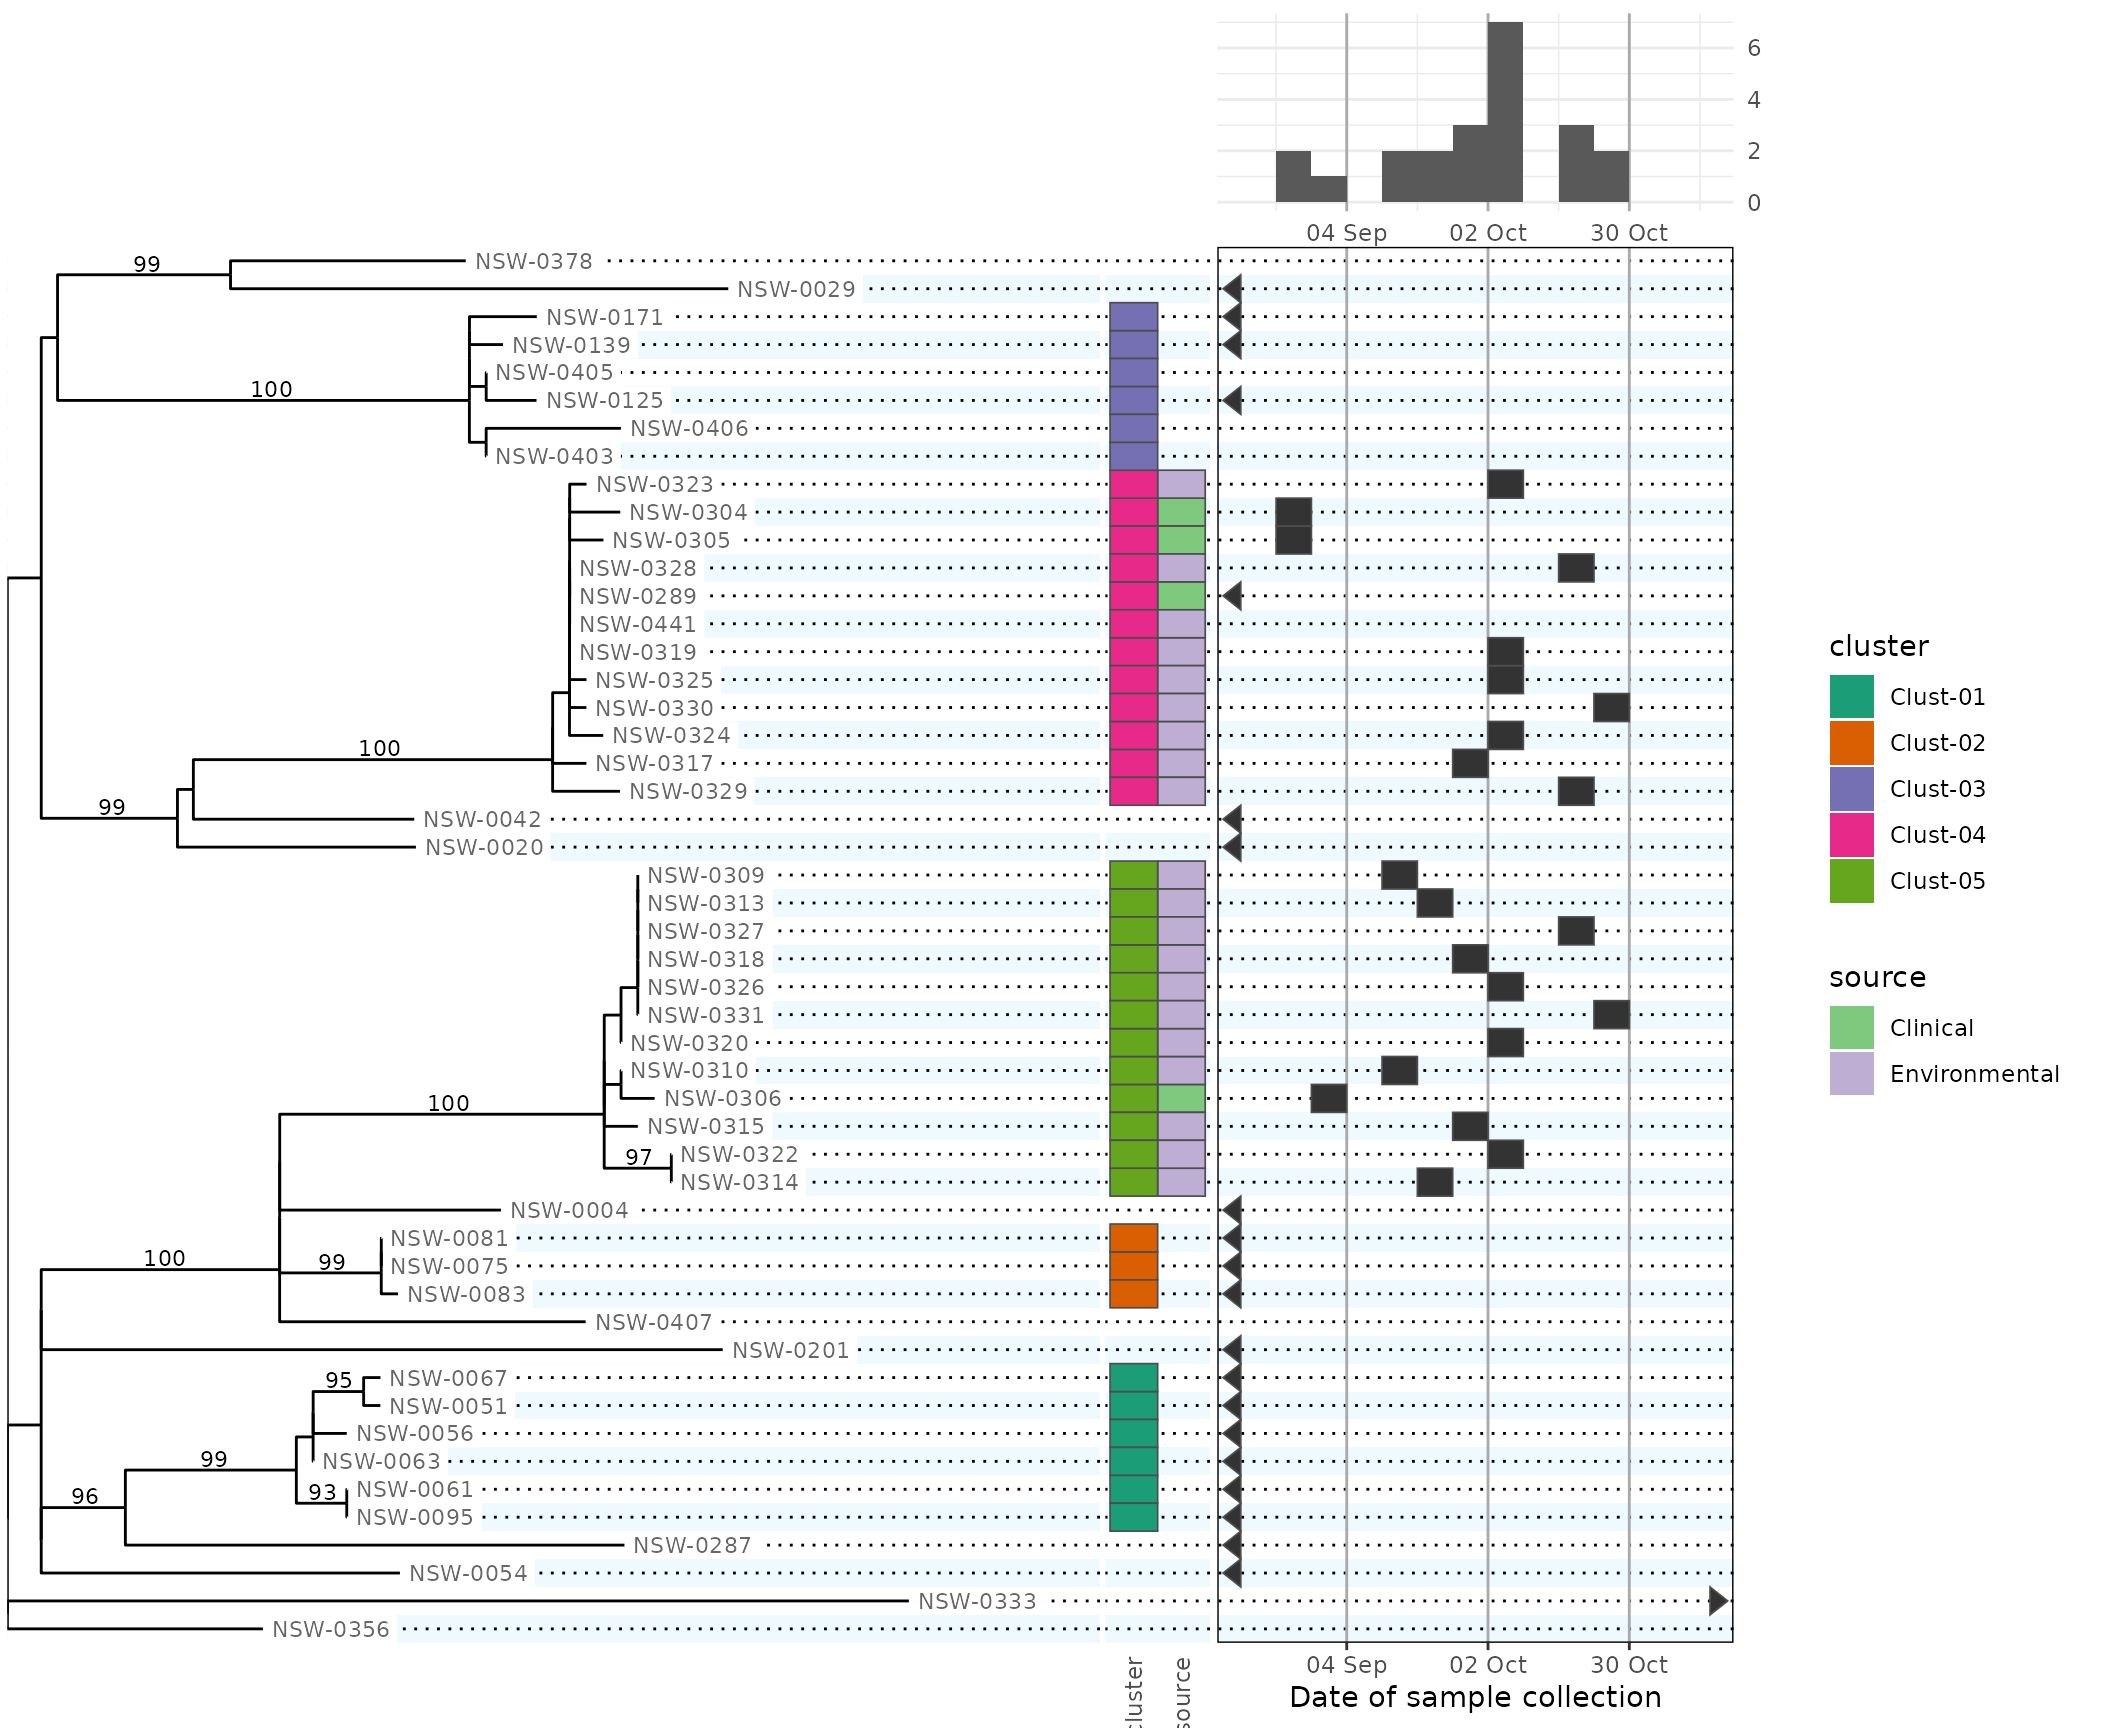 6
4
2
0
04 Sep 02 Oct 30 Oct
99
NSW-0378
NSW-0029
NSW-0171
NSW-0139
NSW-0405
100
NSW-0125
NSW-0406
NSW-0403
NSW-0323
NSW-0304
NSW-0305
NSW-0328
NSW-0289
NSW-0441
NSW-0319
NSW-0325
NSW-0330
NSW-0324
100
NSW-0317
NSW-0329
99
NSW-0042
NSW-0020
NSW-0309
NSW-0313
NSW-0327
NSW-0318
NSW-0326
NSW-0331
NSW-0320
NSW-0310
NSW-0306
100
NSW-0315
97
NSW-0322
NSW-0314
NSW-0004
NSW-0081
100
99
NSW-0075
NSW-0083
NSW-0407
NSW-0201
95
NSW-0067
NSW-0051
NSW-0056
99
NSW-0063
96
93
NSW-0061
NSW-0095
NSW-0287
NSW-0054
NSW-0333
NSW-0356
cluster
source
04 Sep 02 Oct 30 Oct
Date of sample collection
cluster
Clust-01
Clust-02
Clust-03
Clust-04
Clust-05
source
Clinical
Environmental